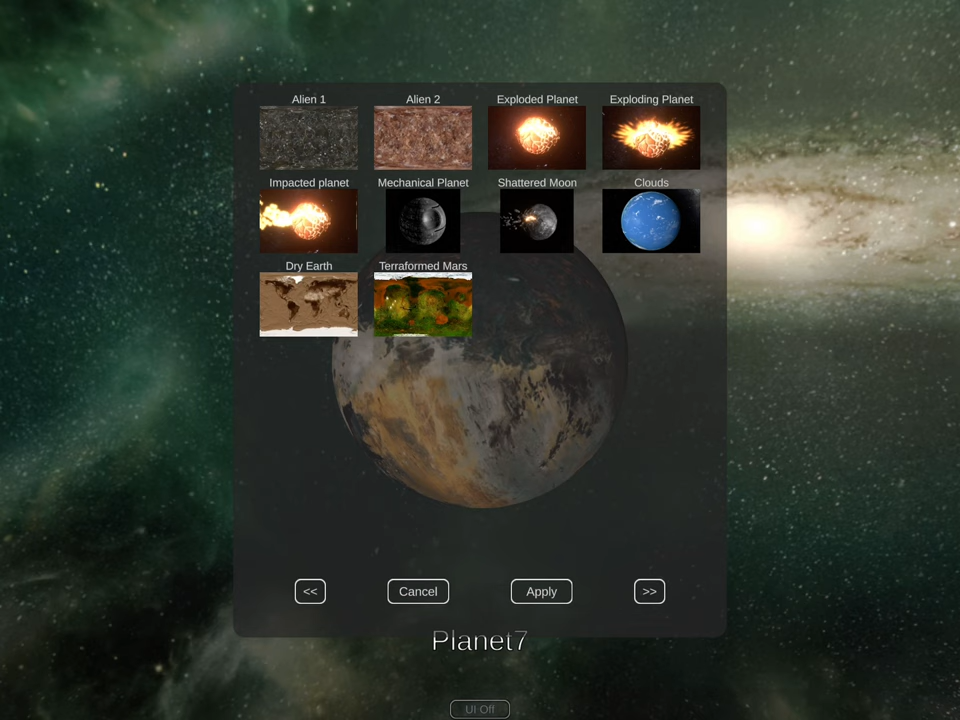 Alien 1
Alien 2
Exploded Planet
Exploding Planet
Impacted planet
Mechanical Planet
Shattered Moon
Clouds
Dry Earth
Terraformed Mars
<<
Cancel
Apply
>>
Planet7
UI Off